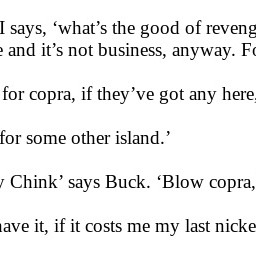 I says, ‘what’s the good of reveng
e and it’s not business, anyway. Fo
for copra, if they’ve got any here,
for some other island.’
y Chink’ says Buck. ‘Blow copra,
have it, if it costs me my last nicke